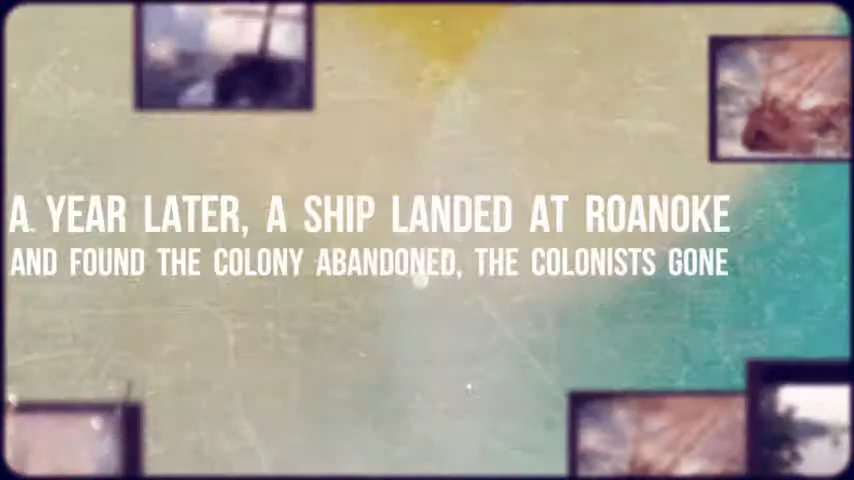 A YEAR LATER, A SHIP LANDED AT ROANOKE
AND FOUND THE COLONY ABANDONED, THE COLONISTS GONE